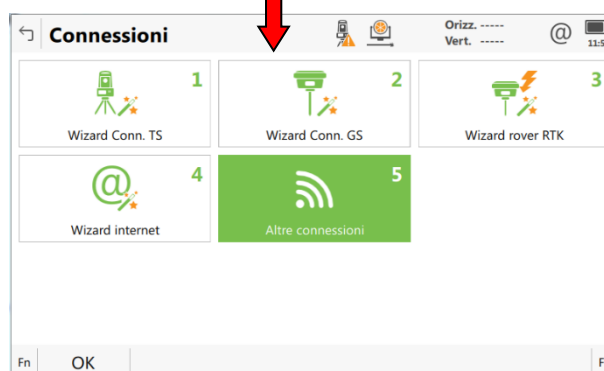 Connessioni
Orizz. -----
Vert. -----
@
1
Wizard Conn. TS
2
Wizard Conn. GS
3
Wizard rover RTK
4
Wizard internet
5
Altre connessioni
Fn
OK